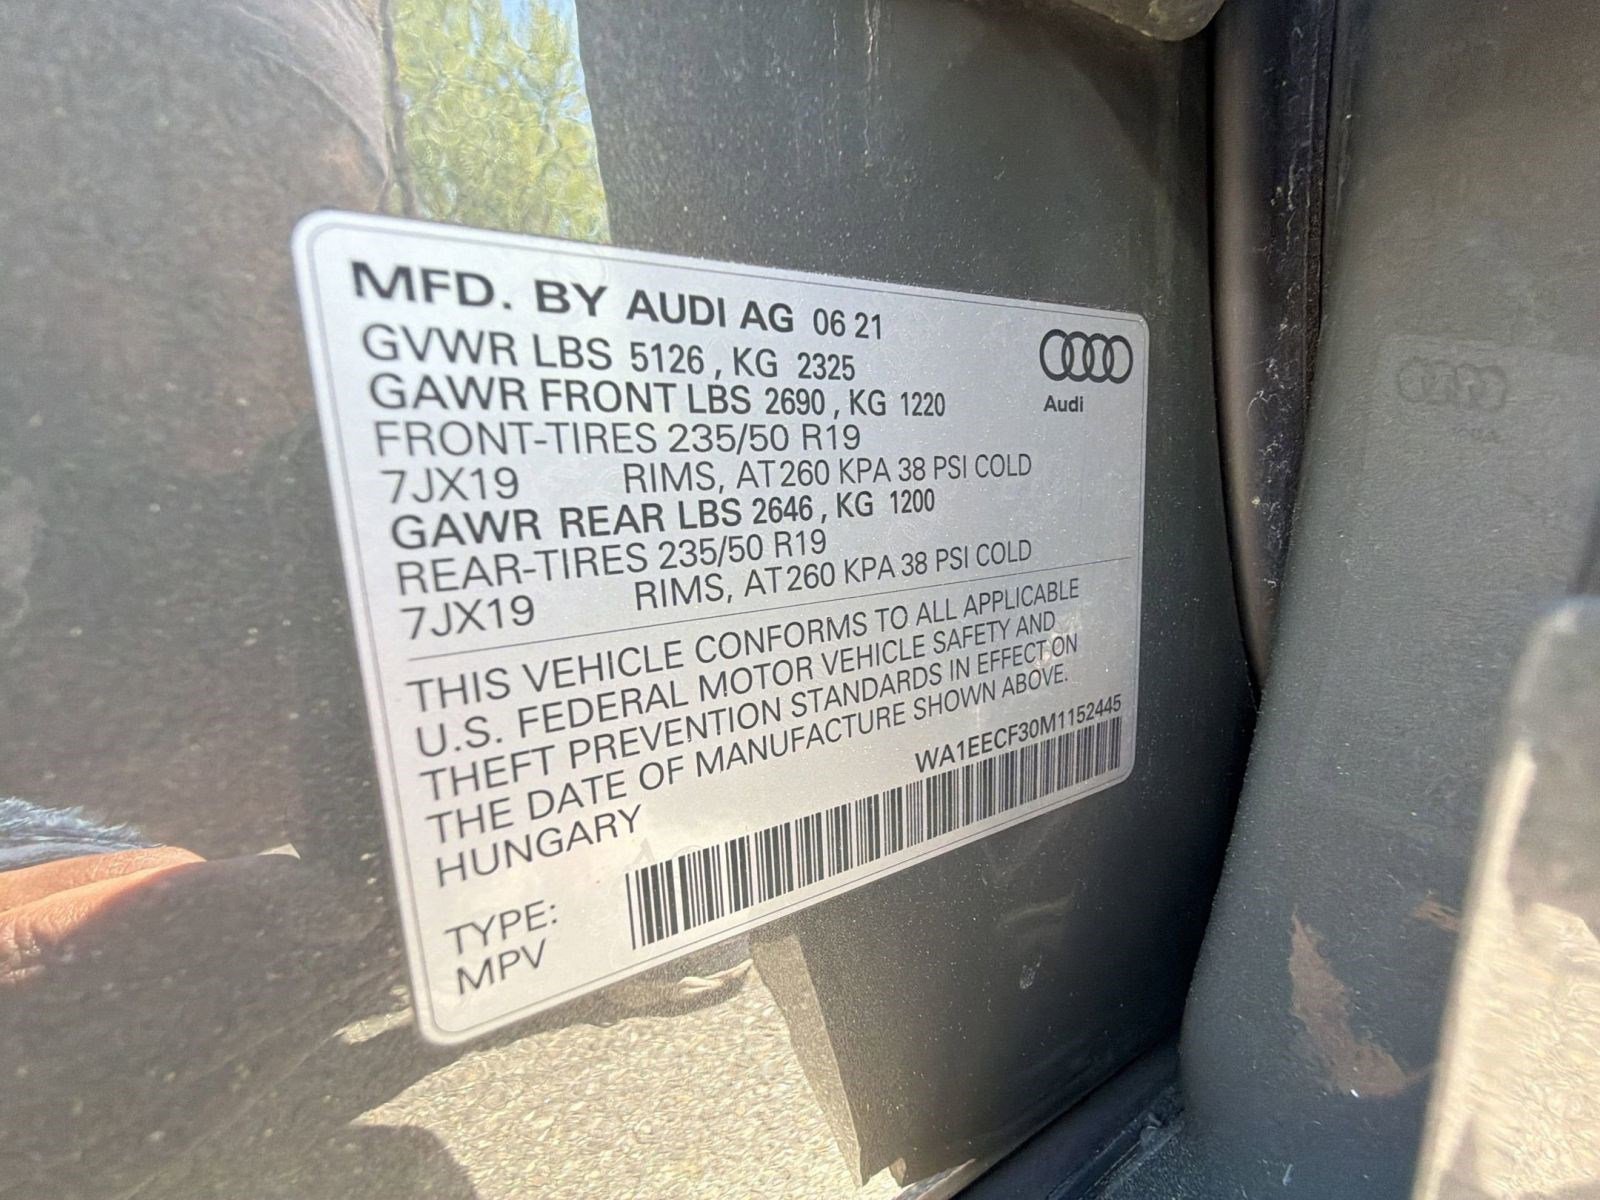 MFD. BY AUDI AG 06 21
GVWR LBS 5126 , KG 2325
GAWR FRONT LBS 2690 , KG 1220
FRONT-TIRES 235/50 R19
7JX19 RIMS, AT 260 KPA 38 PSI COLD
GAWR REAR LBS 2646 , KG 1200
REAR-TIRES 235/50 R19
7JX19 RIMS, AT 260 KPA 38 PSI COLD
Audi
THIS VEHICLE CONFORMS TO ALL APPLICABLE
U.S. FEDERAL MOTOR VEHICLE SAFETY AND
THEFT PREVENTION STANDARDS IN EFFECT ON
THE DATE OF MANUFACTURE SHOWN ABOVE.
HUNGARY
WA1EECF30M1152445
TYPE:
MPV